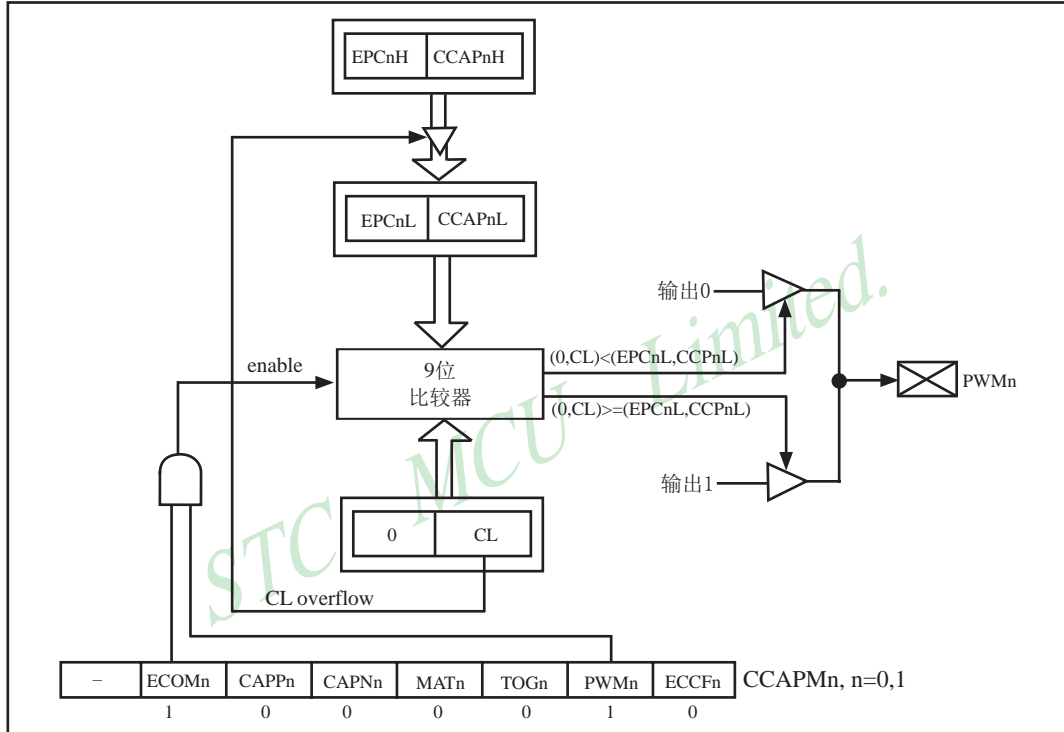 EPCnH CCAPnH
EPCnL CCAPnL
输出0
enable
9位
比较器
(0,CL)<(EPCnL,CCPnL)
(0,CL)>=(EPCnL,CCPnL)
PWMn
输出1
0 CL
CL overflow
STC MCU Limited.
– ECOMn CAPPn CAPNn MATn TOGn PWMn ECCFn CCAPMn, n=0,1
1 0 0 0 0 1 0